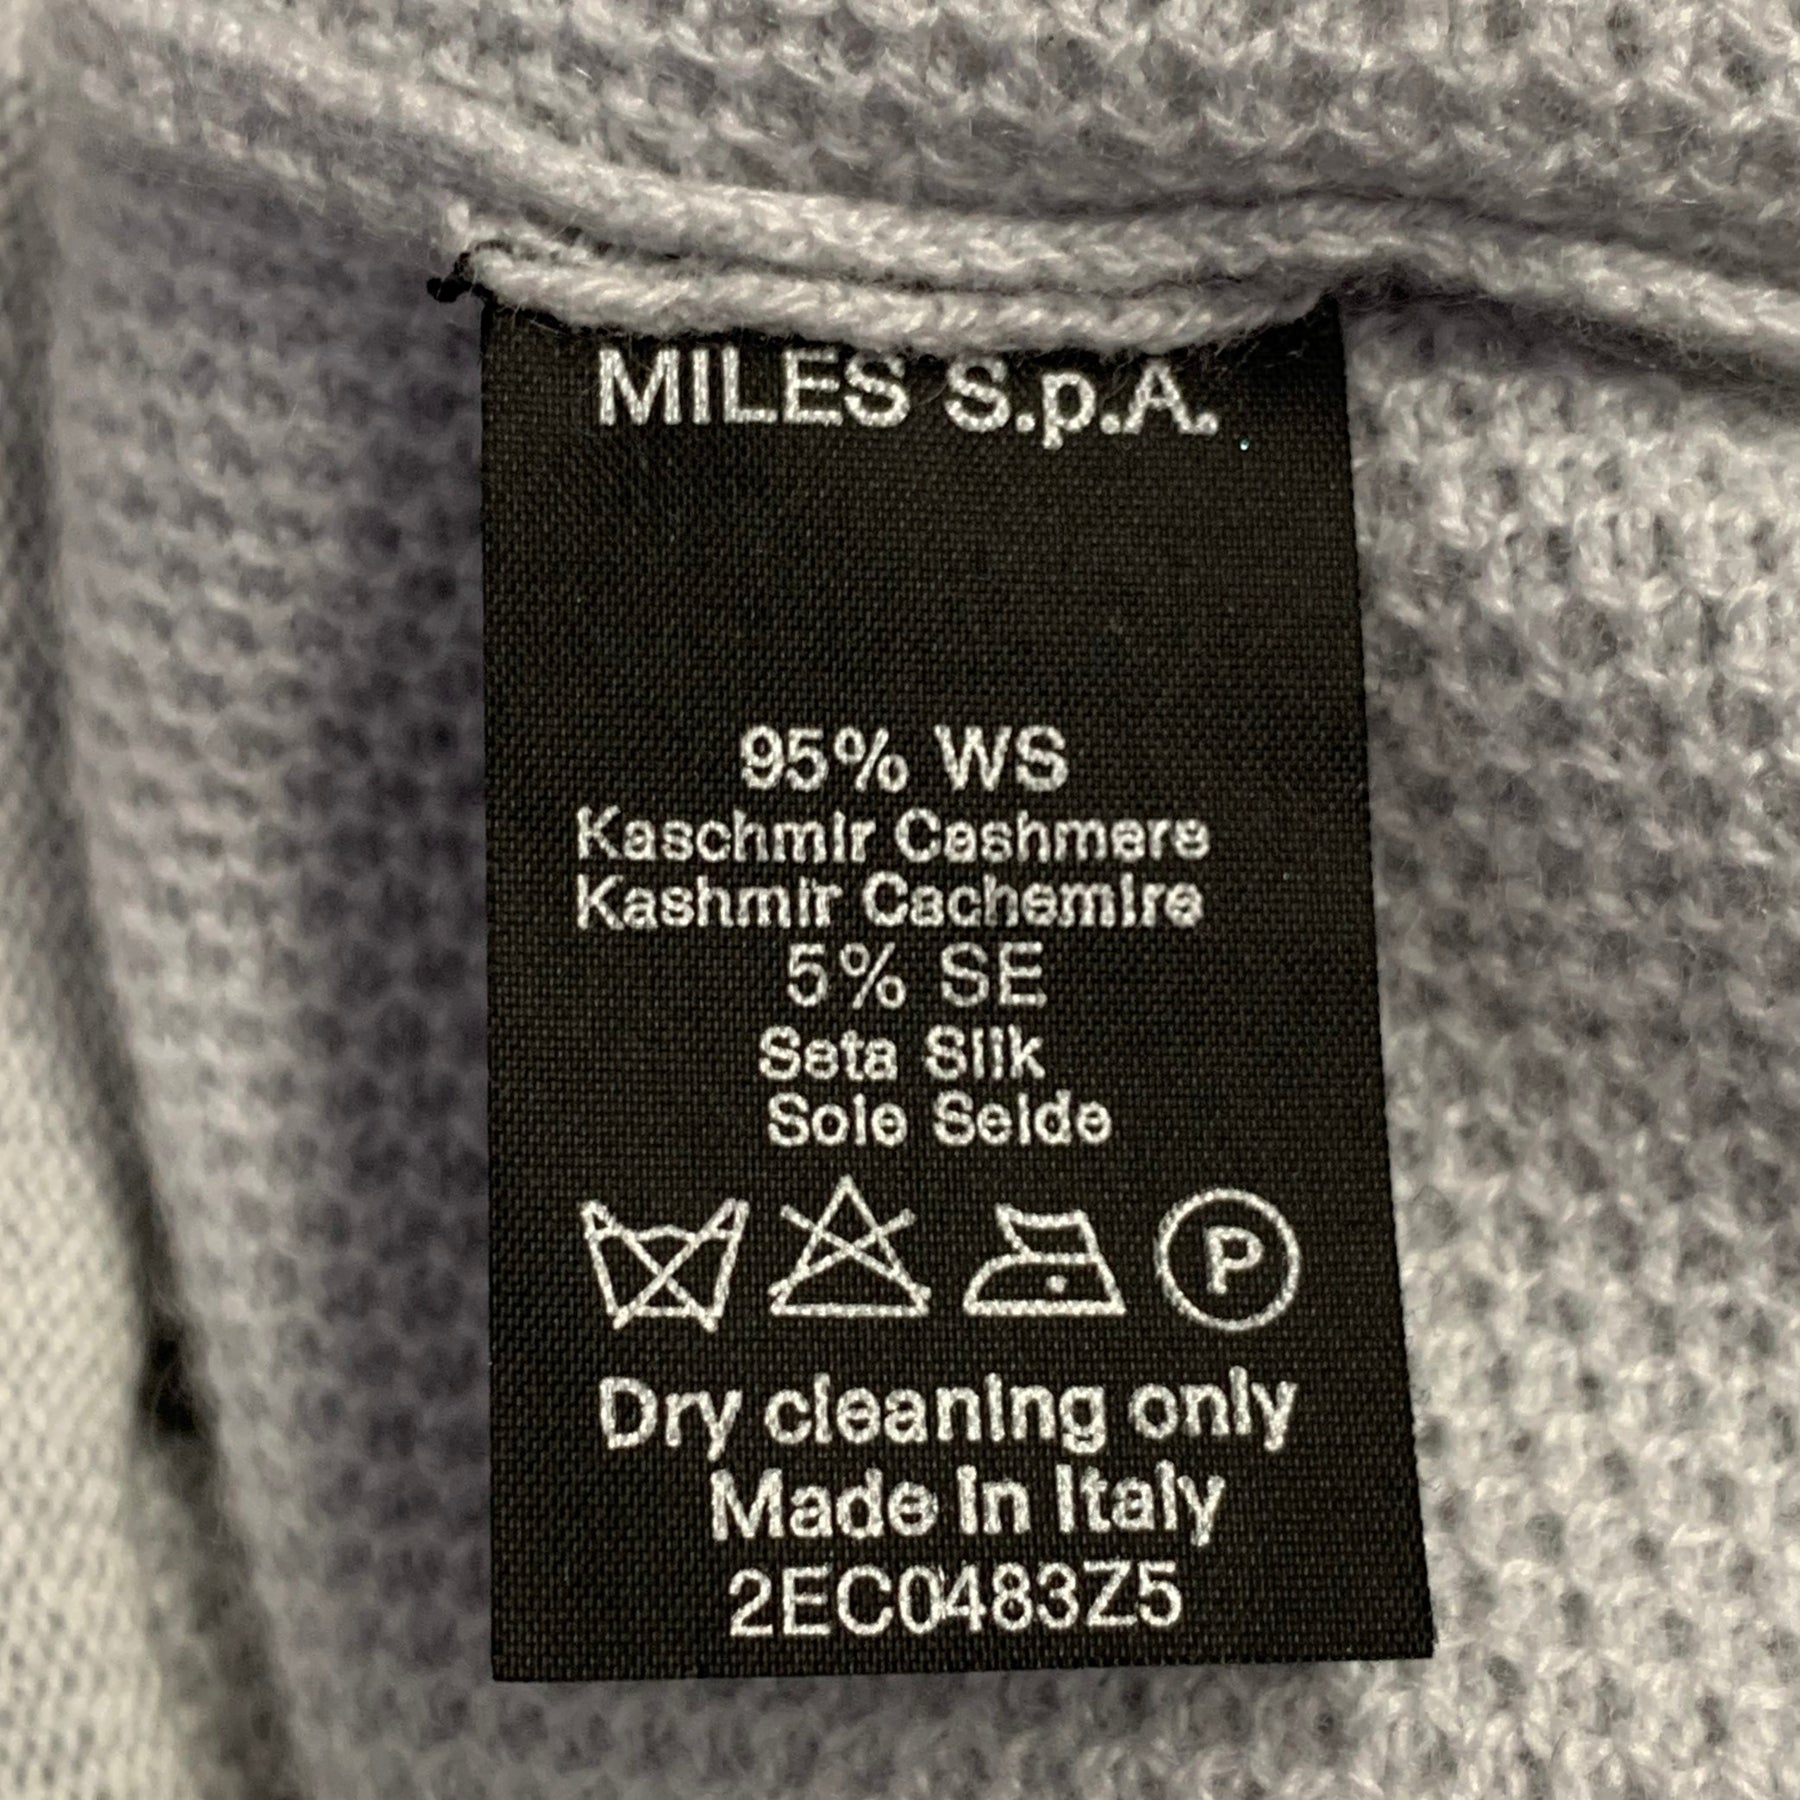 MILES S.p.A.
95% WS
Kaschmir Cashmere
Kashmir Cachemire
5% SE
Seta Silk
Soie Seide
P
Dry cleaning only
Made in Italy
2EC0483Z5